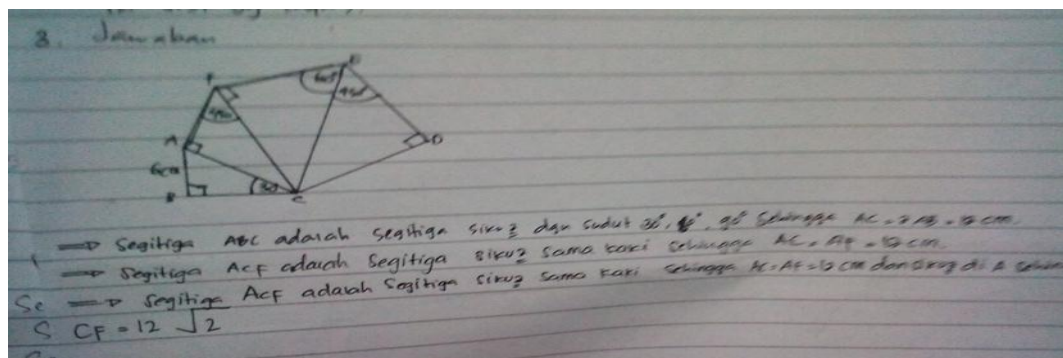 3. Jawaban
F
E
60°
45°
45°
A
D
6cm
B
30
C
⇒ Segitiga ABC adalah segitiga siku2 dan sudut 30°, 60°, 90° Sehingga AC = 2 AB = 12 cm
⇒ Segitiga ACF adalah Segitiga siku2 sama kaki sehingga AC = AF = 12 cm
Se ⇒ Segitiga ACF adalah Segitiga siku2 sama kaki sehingga AC = AF = 12 cm dan siku2 di A
S CF = 12 √2